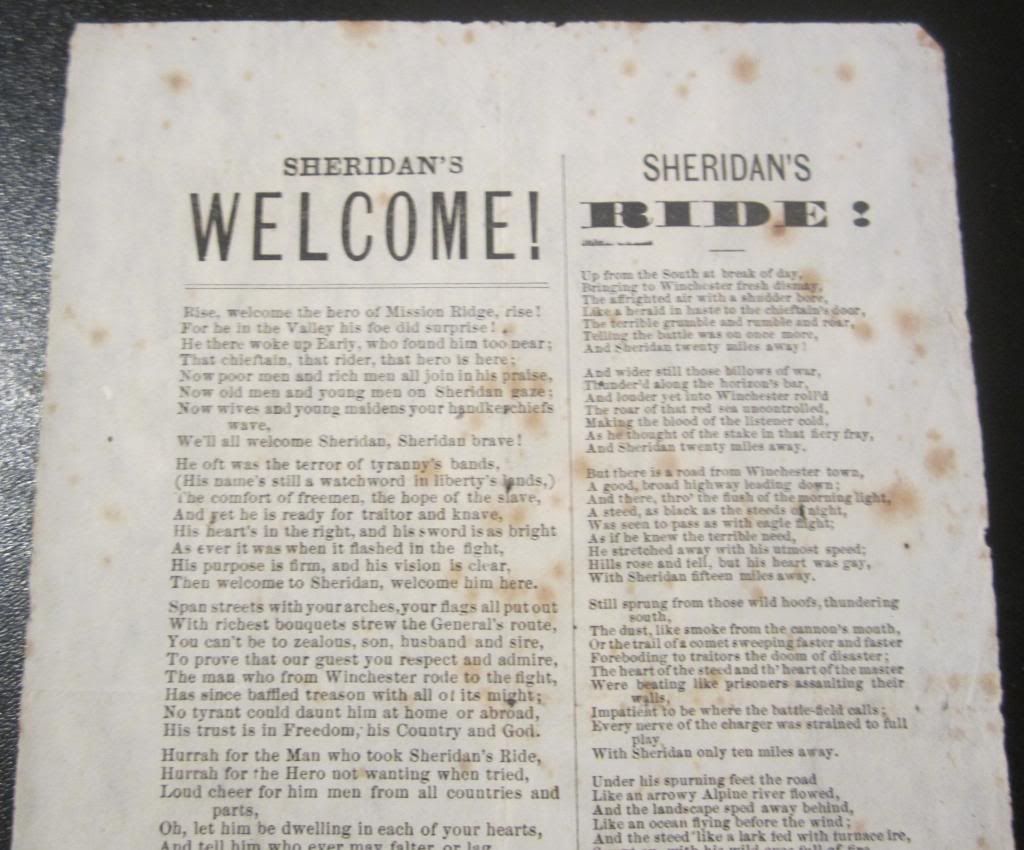 SHERIDAN'S
WELCOME!
Rise, welcome the hero of Mission Ridge, rise!
For he in the Valley his foe did surprise!
He there woke up Early, who found him too near;
That chieftain, that rider, that hero is here;
Now poor men and rich men all join in his praise,
Now old men and young men on Sheridan gaze;
Now wives and young maidens your handkerchiefs
wave,
We'll all welcome Sheridan, Sheridan brave!
He oft was the terror of tyranny's bands,
(His name's still a watchword in liberty's lands,)
The comfort of freemen, the hope of the slave,
And yet he is ready for traitor and knave,
His heart's in the right, and his sword is as bright
As ever it was when it flashed in the fight,
His purpose is firm, and his vision is clear,
Then welcome to Sheridan, welcome him here.
Span streets with your arches, your flags all put out
With richest bouquets strew the General's route,
You can't be to zealous, son, husband and sire,
To prove that our guest you respect and admire,
The man who from Winchester rode to the fight,
Has since baffled treason with all of its might;
No tyrant could daunt him at home or abroad,
His trust is in Freedom, his Country and God.
Hurrah for the Man who took Sheridan's Ride,
Hurrah for the Hero not wanting when tried,
Loud cheer for him men from all countries and
parts,
Oh, let him be dwelling in each of your hearts,
And tell him who ever may falter or lag
SHERIDAN'S
RIDE:
Up from the South at break of day,
Bringing to Winchester fresh dismay,
The affrighted air with a shudder bore,
Like a herald in haste to the chieftain's door,
The terrible grumble and rumble and roar,
Telling the battle was on once more,
And Sheridan twenty miles away!
And wider still those billows of war,
Thunder'd along the horizon's bar,
And louder yet into Winchester roll'd
The roar of that red sea uncontrolled,
Making the blood of the listener cold,
As he thought of the stake in that fiery fray,
And Sheridan twenty miles away.
But there is a road from Winchester town,
A good, broad highway leading down;
And there, thro' the flush of the morning light,
A steed, as black as the steeds of night,
Was seen to pass as with eagle flight;
As if he knew the terrible need,
He stretched away with his utmost speed;
Hills rose and fell, but his heart was gay,
With Sheridan fifteen miles away.
Still sprung from those wild hoofs, thundering
south,
The dust, like smoke from the cannon's mouth,
Or the trail of a comet sweeping faster and faster
Foreboding to traitors the doom of disaster;
The heart of the steed and th' heart of the master
Were beating like prisoners assaulting their
walls,
Impatient to be where the battle-field calls;
Every nerve of the charger was strained to full
play,
With Sheridan only ten miles away.
Under his spurning feet the road
Like an arrowy Alpine river flowed,
And the landscape sped away behind,
Like an ocean flying before the wind;
And the steed like a lark fed with furnace ire,